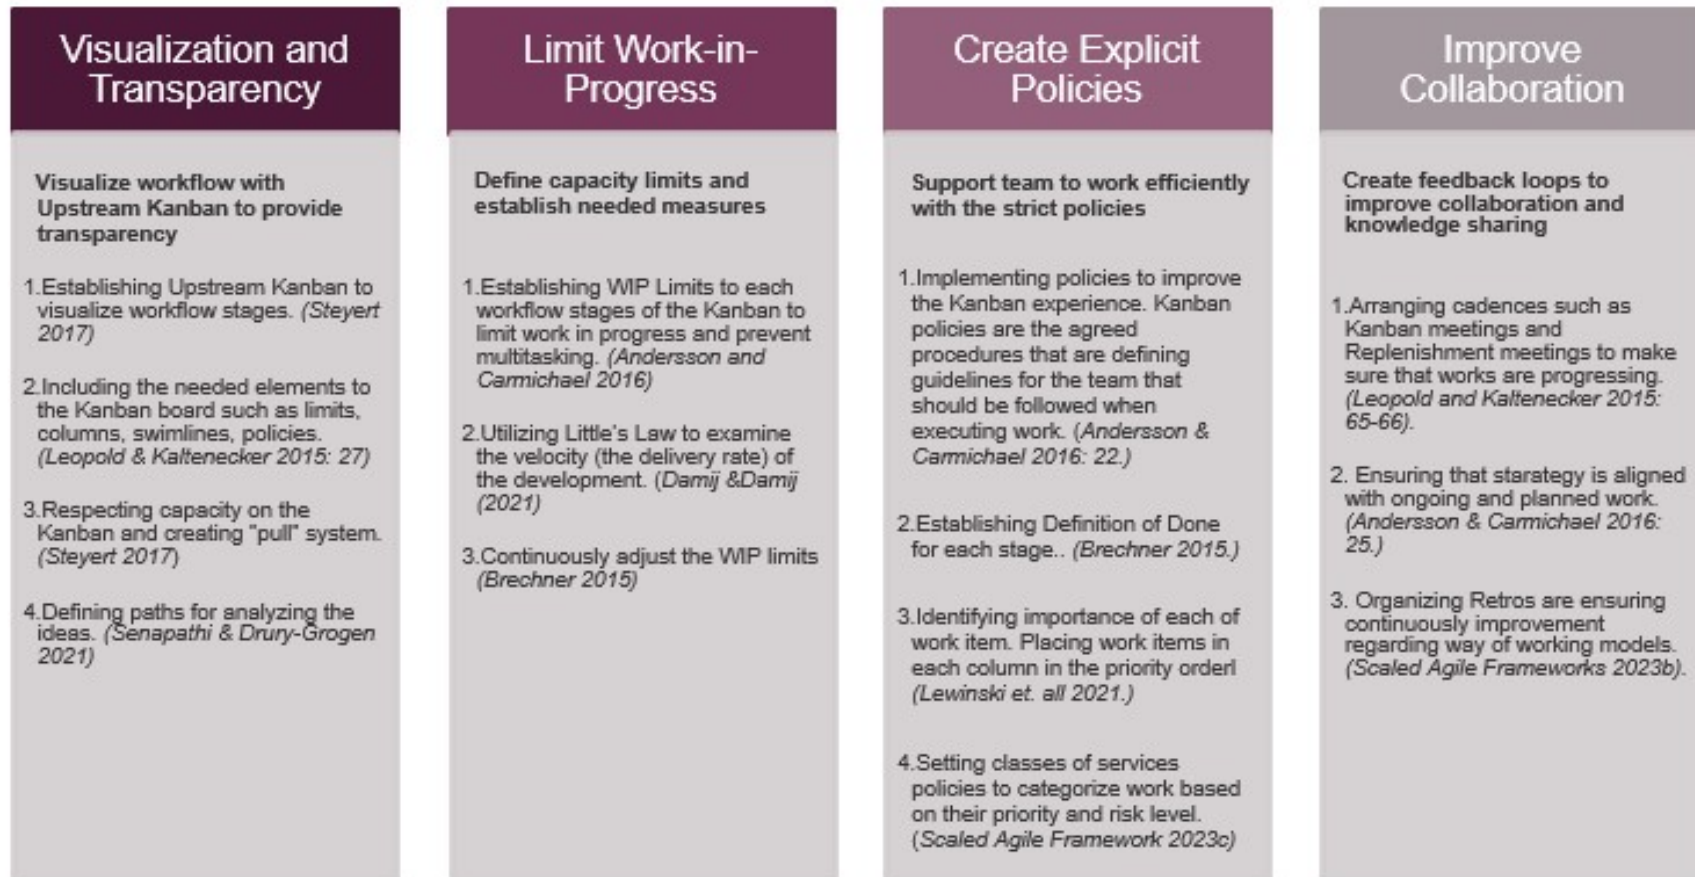 Visualization and
Transparency
Visualize workflow with
Upstream Kanban to provide
transparency
1.Establishing Upstream Kanban to
visualize workflow stages. (Steyert
2017)
2.Including the needed elements to
the Kanban board such as limits,
columns, swimlines, policies.
(Leopold & Kaltenecker 2015: 27)
3.Respecting capacity on the
Kanban and creating "pull" system.
(Steyert 2017)
4.Defining paths for analyzing the
ideas. (Senapathi & Drury-Grogen
2021)
Limit Work-in-
Progress
Define capacity limits and
establish needed measures
1.Establishing WIP Limits to each
workflow stages of the Kanban to
limit work in progress and prevent
multitasking. (Andersson and
Carmichael 2016)
2.Utilizing Little's Law to examine
the velocity (the delivery rate) of
the development. (Damij &Damij
(2021)
3.Continuously adjust the WIP limits
(Brechner 2015)
Create Explicit
Policies
Support team to work efficiently
with the strict policies
1.Implementing policies to improve
the Kanban experience. Kanban
policies are the agreed
procedures that are defining
guidelines for the team that
should be followed when
executing work. (Andersson &
Carmichael 2016: 22.)
2.Establishing Definition of Done
for each stage.. (Brechner 2015.)
3.Identifying importance of each of
work item. Placing work items in
each column in the priority orderl
(Lewinski et. all 2021.)
4.Setting classes of services
policies to categorize work based
on their priority and risk level.
(Scaled Agile Framework 2023c)
Improve
Collaboration
Create feedback loops to
improve collaboration and
knowledge sharing
1.Arranging cadences such as
Kanban meetings and
Replenishment meetings to make
sure that works are progressing.
(Leopold and Kaltenecker 2015:
65-66).
2. Ensuring that starategy is aligned
with ongoing and planned work.
(Andersson & Carmichael 2016:
25.)
3. Organizing Retros are ensuring
continuously improvement
regarding way of working models.
(Scaled Agile Frameworks 2023b).